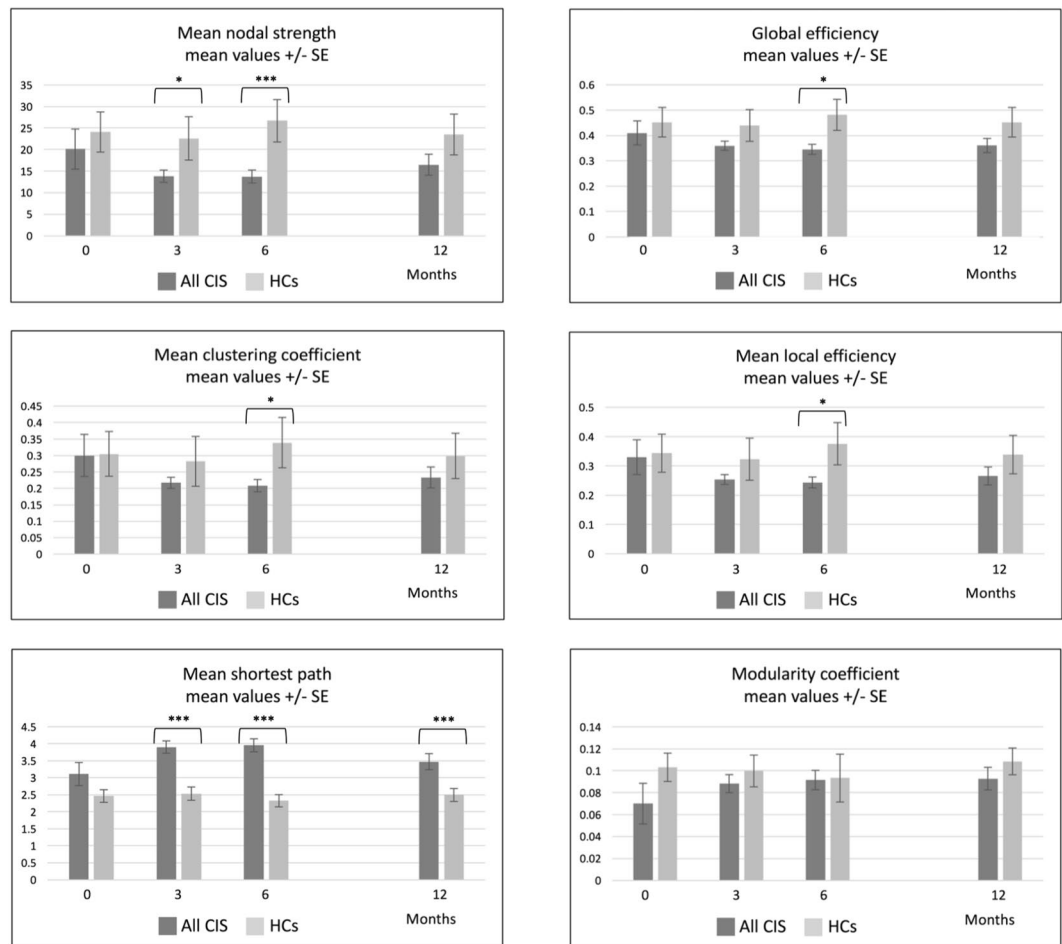 Mean nodal strength
mean values +/- SE
*
***
35
30
25
20
15
10
5
0
0 3 6 12
Months
All CIS HCs
Global efficiency
mean values +/- SE
*
0.6
0.5
0.4
0.3
0.2
0.1
0
0 3 6 12
Months
All CIS HCs
Mean clustering coefficient
mean values +/- SE
*
0.45
0.4
0.35
0.3
0.25
0.2
0.15
0.1
0.05
0
0 3 6 12
Months
All CIS HCs
Mean local efficiency
mean values +/- SE
*
0.5
0.4
0.3
0.2
0.1
0
0 3 6 12
Months
All CIS HCs
Mean shortest path
mean values +/- SE
*** *** ***
4.5
4
3.5
3
2.5
2
1.5
1
0.5
0
0 3 6 12
Months
All CIS HCs
Modularity coefficient
mean values +/- SE
0.14
0.12
0.1
0.08
0.06
0.04
0.02
0
0 3 6 12
Months
All CIS HCs